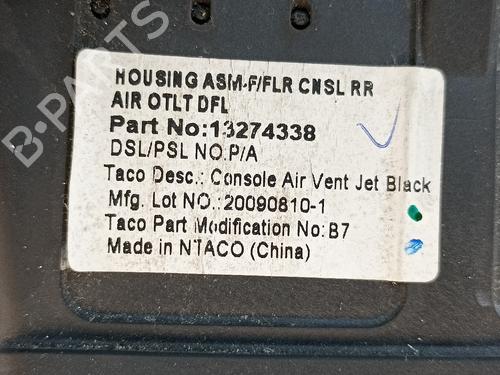 HOUSING ASM-F/FLR CNSL RR
AIR OTLT DFL
Part No:13274338
DSL/PSL NO.P/A
Taco Desc.: Console Air Vent Jet Black
Mfg. Lot NO.:20090810-1
Taco Part Modification No:B7
Made in NTACO (China)